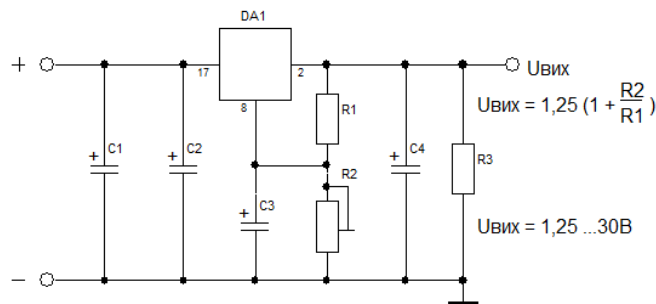 DA1
+
17
2
8
Uвих
Uвих = 1,25 (1 + R2/R1)
R1
+ C1
+ C2
+ C3
R2
+ C4
R3
Uвих = 1,25 ...30В
−